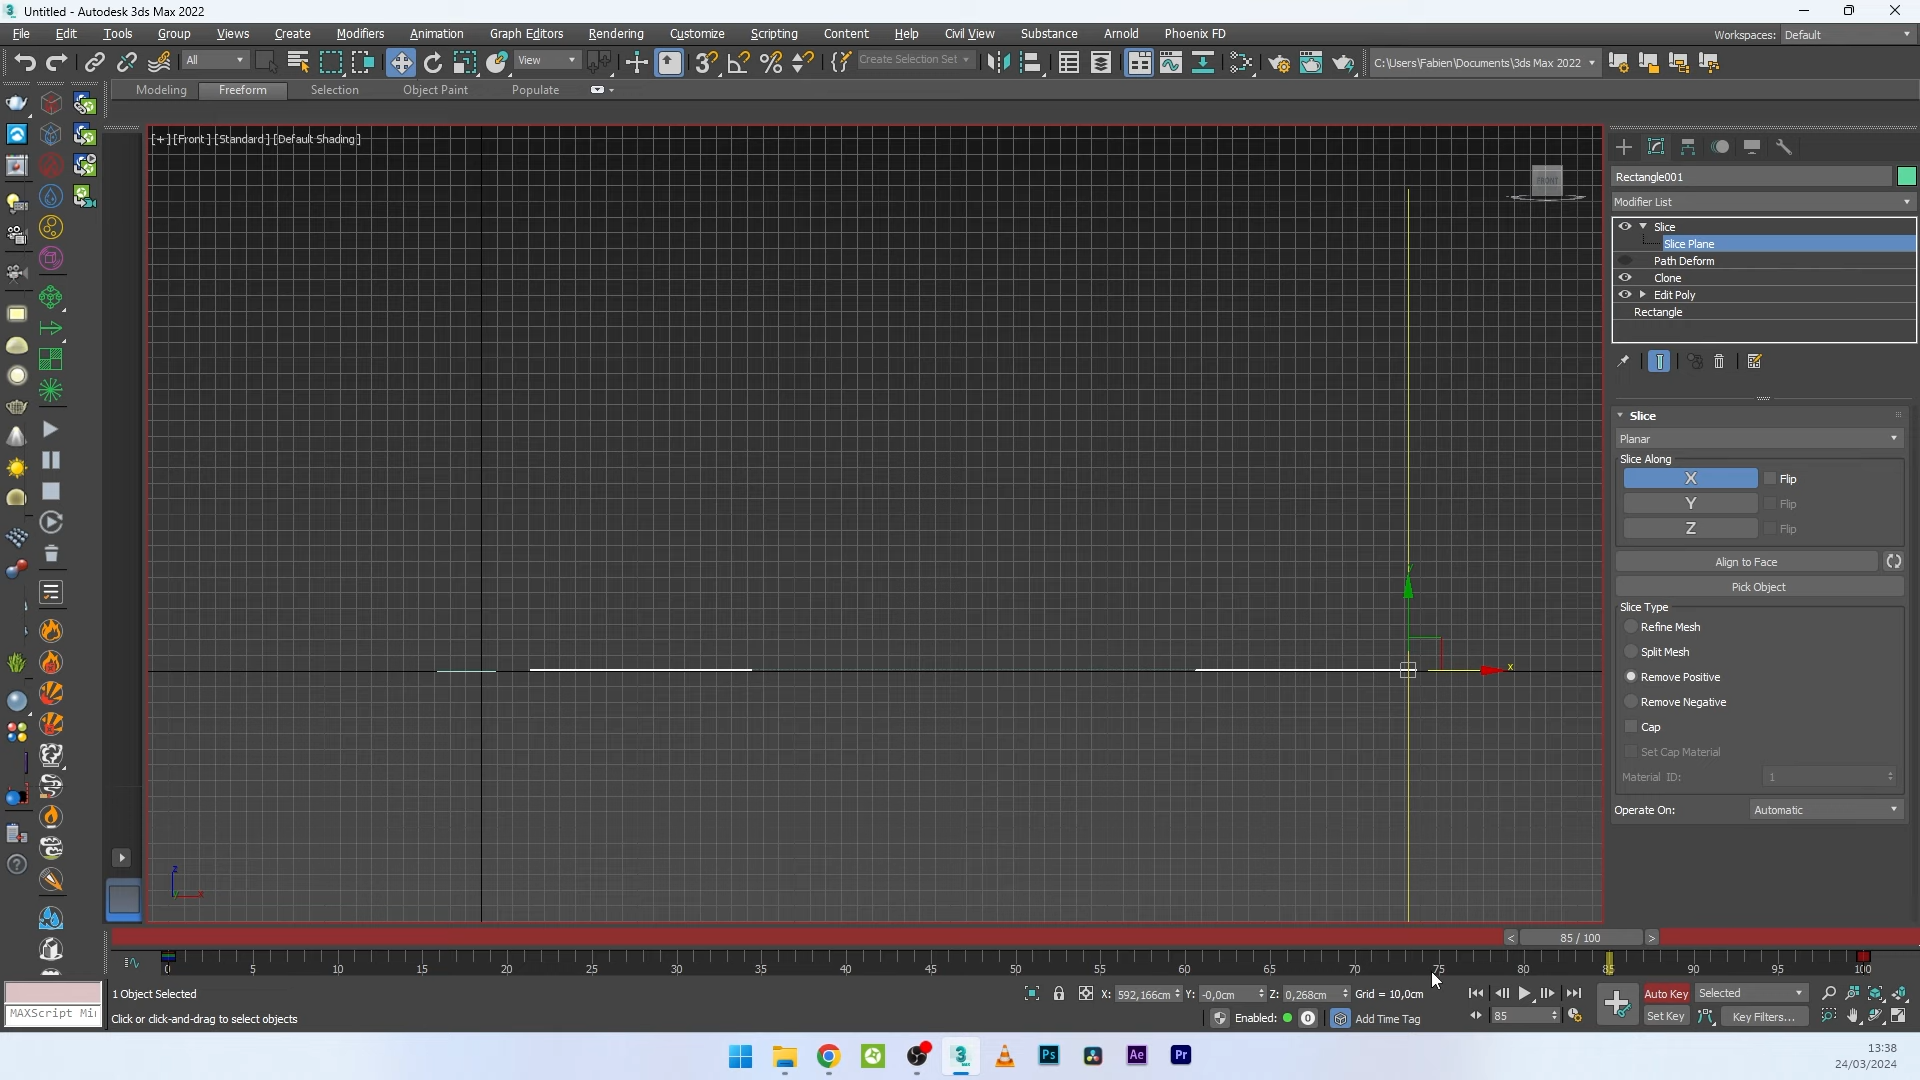 Untitled - Autodesk 3ds Max 2022
File Edit Tools Group Views Create Modifiers Animation Graph Editors Rendering Customize Scripting Content Help Civil View Substance Arnold Phoenix FD Workspaces: Default
All View Create Selection Set C:\Users\Fabien\Documents\3ds Max 2022
Modeling Freeform Selection Object Paint Populate
[+] [Front] [Standard] [Default Shading]
FRONT
Rectangle001
Modifier List
Slice
Slice Plane
Path Deform
Clone
Edit Poly
Rectangle
Slice
Planar
Slice Along
X Flip
Y Flip
Z Flip
Align to Face
Pick Object
Slice Type
Refine Mesh
Split Mesh
Remove Positive
Remove Negative
Cap
Set Cap Material
Material ID: 1
Operate On: Automatic
y
x
z
x
< 85 / 100 >
0 5 10 15 20 25 30 35 40 45 50 55 60 65 70 75 80 85 90 95 100
1 Object Selected X: 592,166cm Y: -0,0cm Z: 0,268cm Grid = 10,0cm Auto Key Selected
MAXScript Mi Click or click-and-drag to select objects Enabled: 0 Add Time Tag 85 Set Key Key Filters...
Ps Ae Pr
13:38
24/03/2024